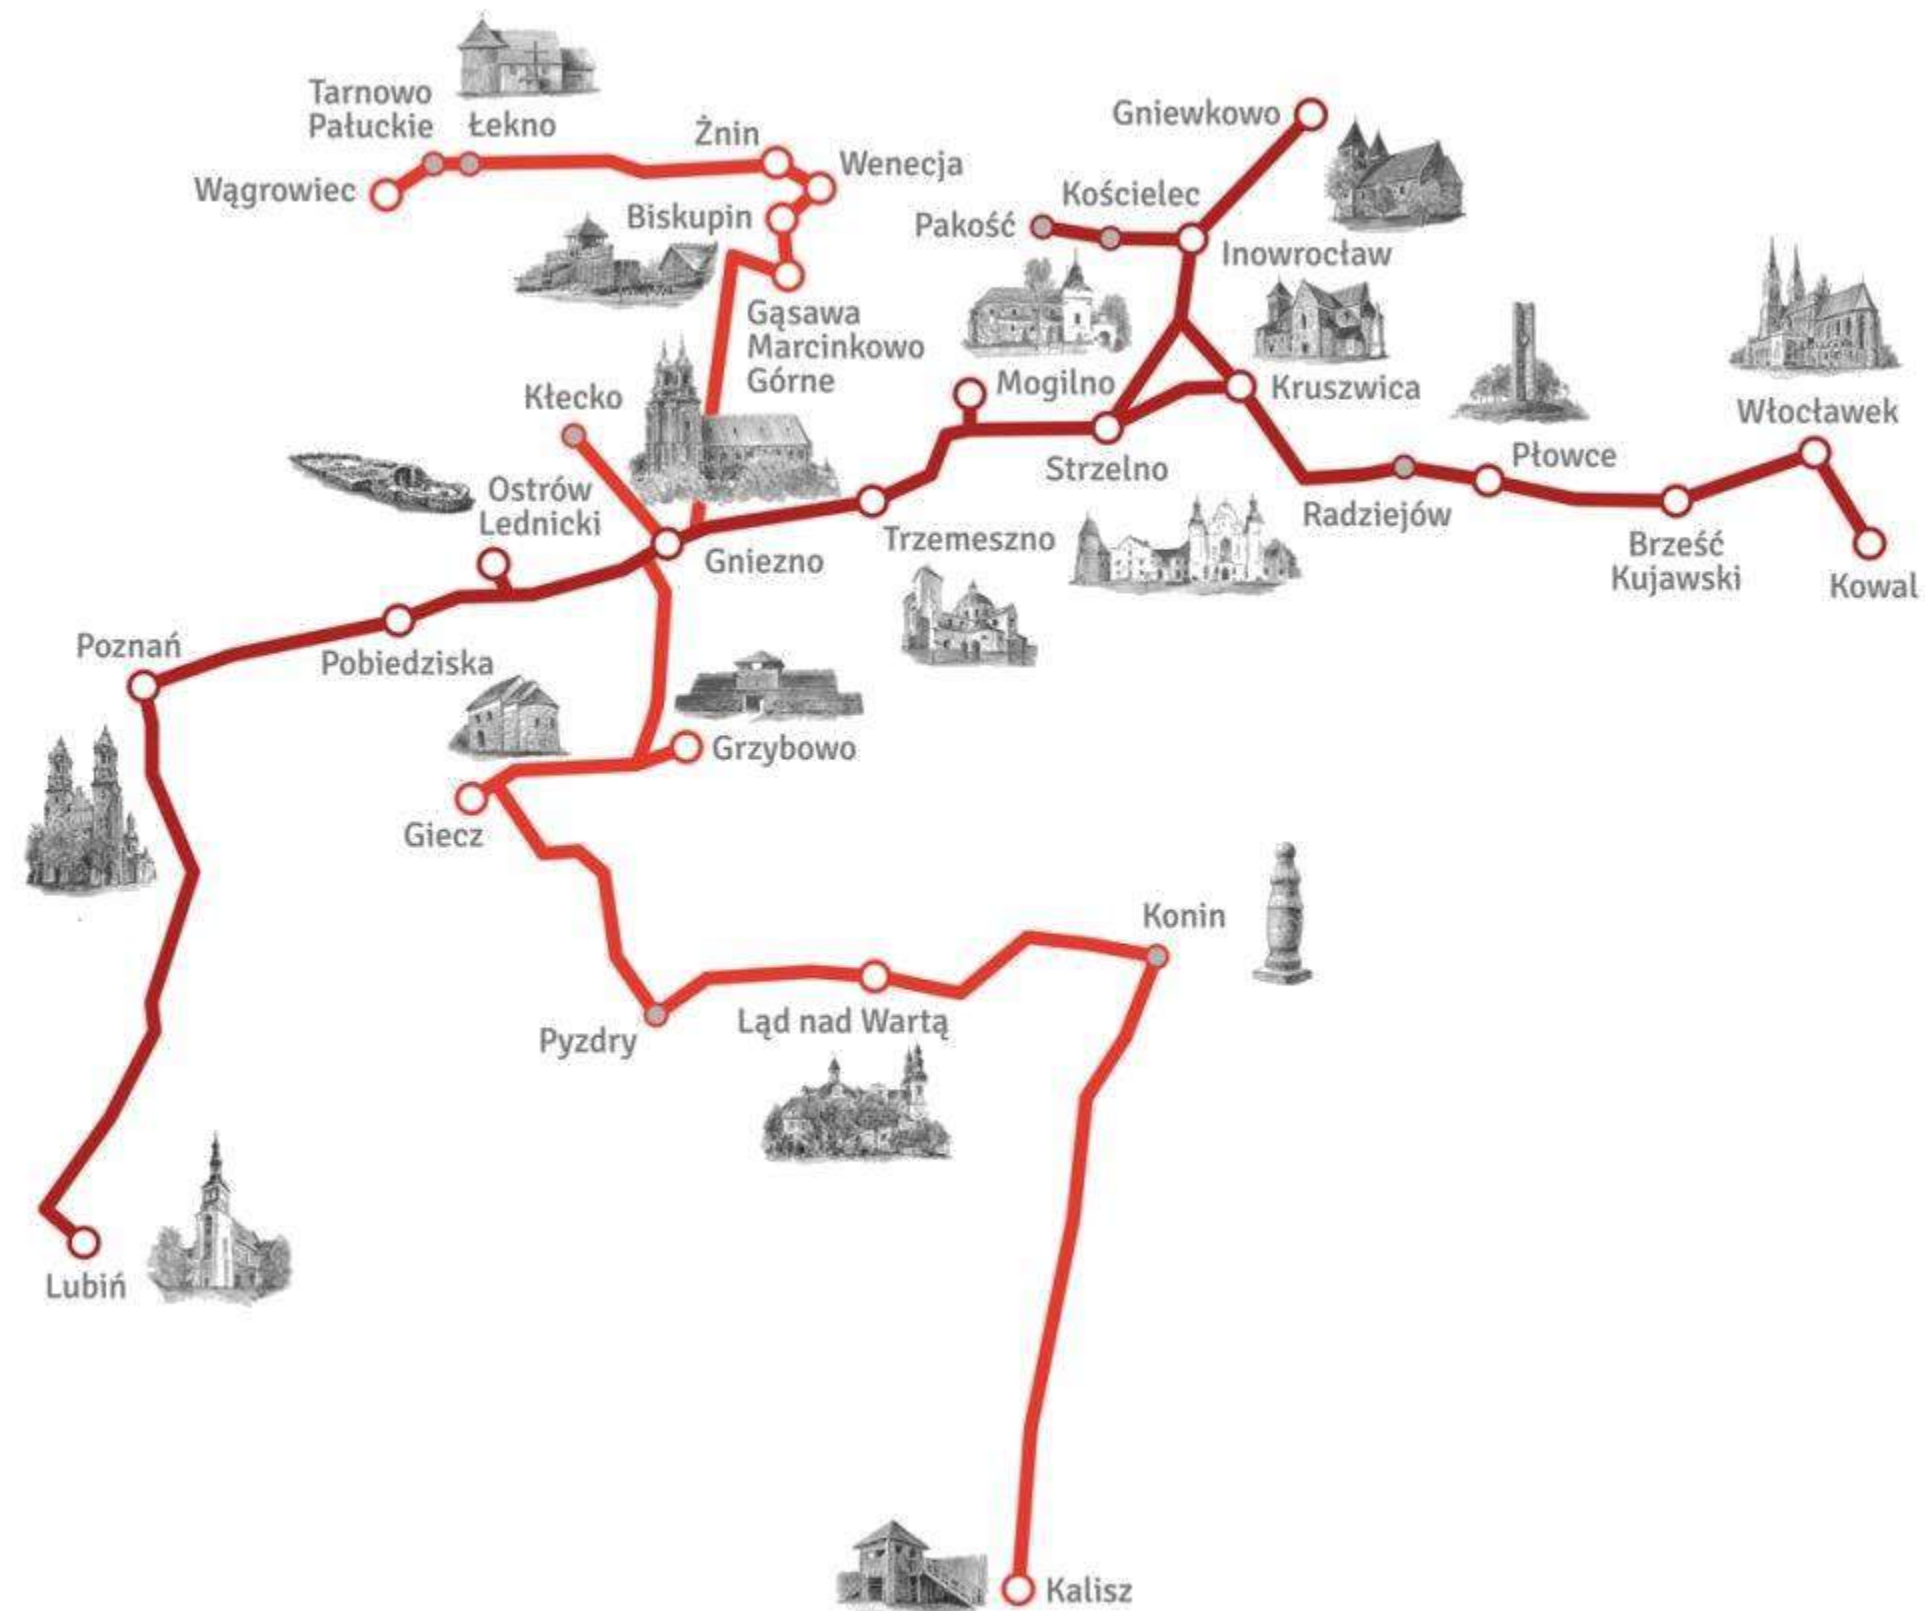 Tarnowo
Pałuckie
Łekno
Żnin
Gniewkowo
Wenecja
Wągrowiec
Kościelec
Biskupin
Pakość
Inowrocław
Gąsawa
Marcinkowo
Górne
Mogilno
Kruszwica
Kłecko
Włocławek
Strzelno
Płowce
Ostrów
Lednicki
Radziejów
Trzemeszno
Gniezno
Brześć
Kujawski
Kowal
Poznań
Pobiedziska
Grzybowo
Giecz
Konin
Ląd nad Wartą
Pyzdry
Lubiń
Kalisz